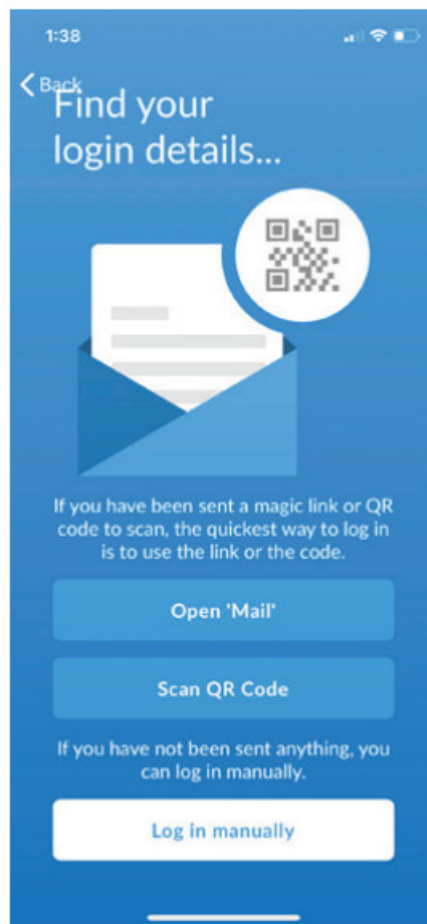 1:38
Back
Find your
login details...
If you have been sent a magic link or QR
code to scan, the quickest way to log in
is to use the link or the code.
Open 'Mail'
Scan QR Code
If you have not been sent anything, you
can log in manually.
Log in manually